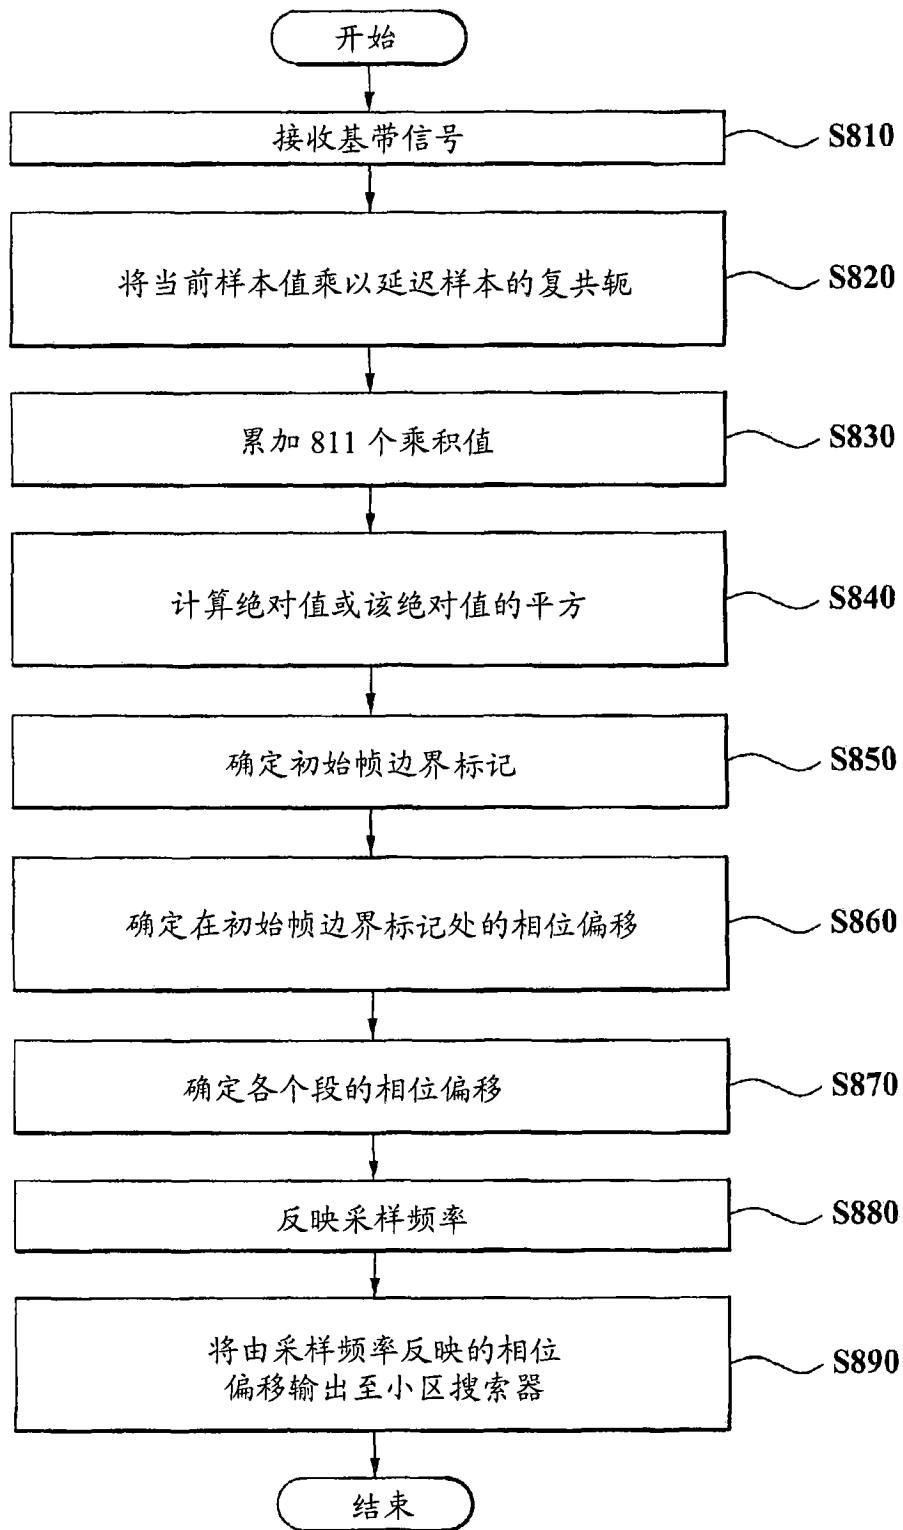 开始
接收基带信号
S810
将当前样本值乘以延迟样本的复共轭
S820
累加 811 个乘积值
S830
计算绝对值或该绝对值的平方
S840
确定初始帧边界标记
S850
确定在初始帧边界标记处的相位偏移
S860
确定各个段的相位偏移
S870
反映采样频率
S880
将由采样频率反映的相位
偏移输出至小区搜索器
S890
结束